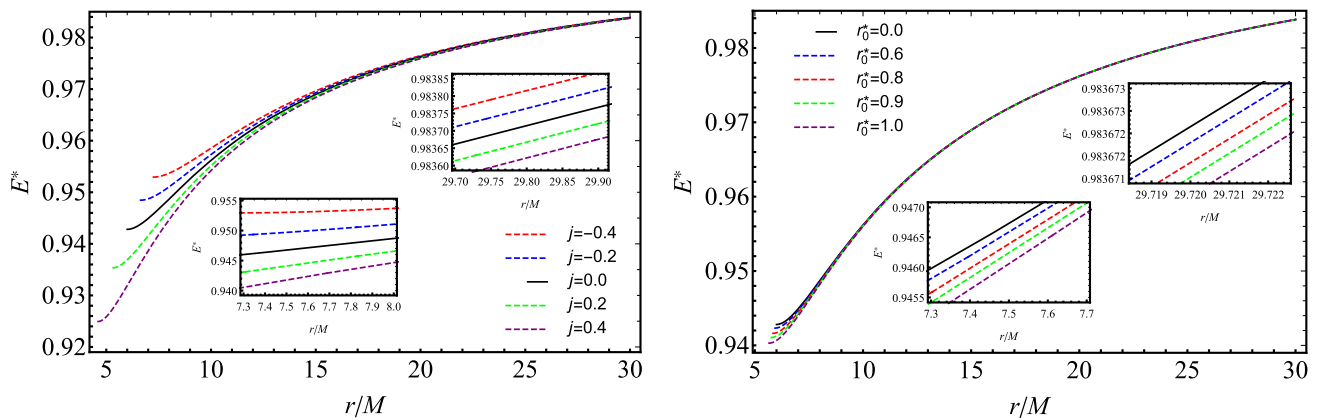 0.98
0.97
0.96
0.95
0.94
0.93
0.92
E*
5
10
15
20
25
30
r/M
0.98385
0.98380
0.98375
0.98370
0.98365
0.98360
E*
29.70
29.75
29.80
29.85
29.90
r/M
0.955
0.950
0.945
0.940
E*
7.3
7.4
7.5
7.6
7.7
7.8
7.9
8.0
r/M
j=-0.4
j=-0.2
j=0.0
j=0.2
j=0.4
0.98
0.97
0.96
0.95
0.94
E*
5
10
15
20
25
30
r/M
r₀*=0.0
r₀*=0.6
r₀*=0.8
r₀*=0.9
r₀*=1.0
0.983673
0.983673
0.983672
0.983672
0.983671
E*
29.719
29.720
29.721
29.722
r/M
0.9470
0.9465
0.9460
0.9455
E*
7.3
7.4
7.5
7.6
7.7
r/M